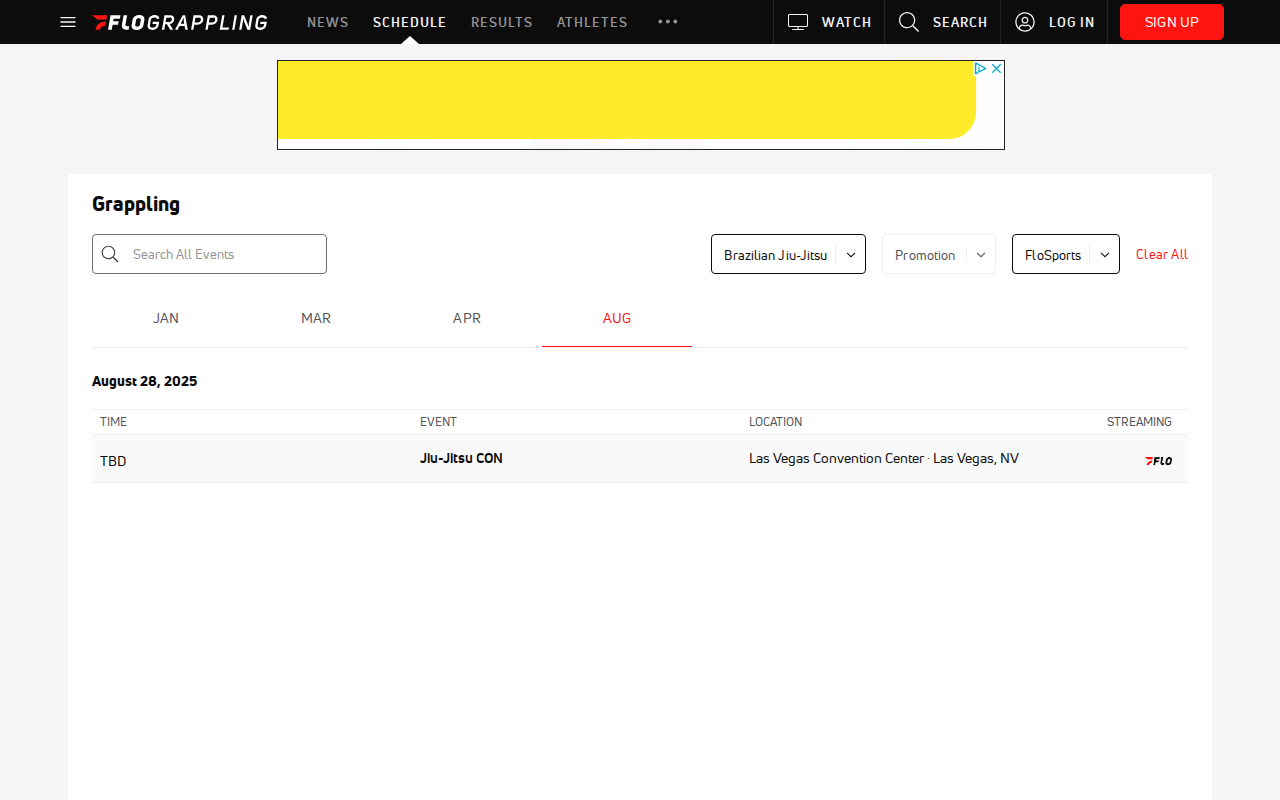 FLOGRAPPLING NEWS SCHEDULE RESULTS ATHLETES WATCH SEARCH LOG IN SIGN UP
Grappling
Search All Events Brazilian Jiu-Jitsu Promotion FloSports Clear All
JAN MAR APR AUG
August 28, 2025
TIME EVENT LOCATION STREAMING
TBD Jiu-Jitsu CON Las Vegas Convention Center · Las Vegas, NV FLO